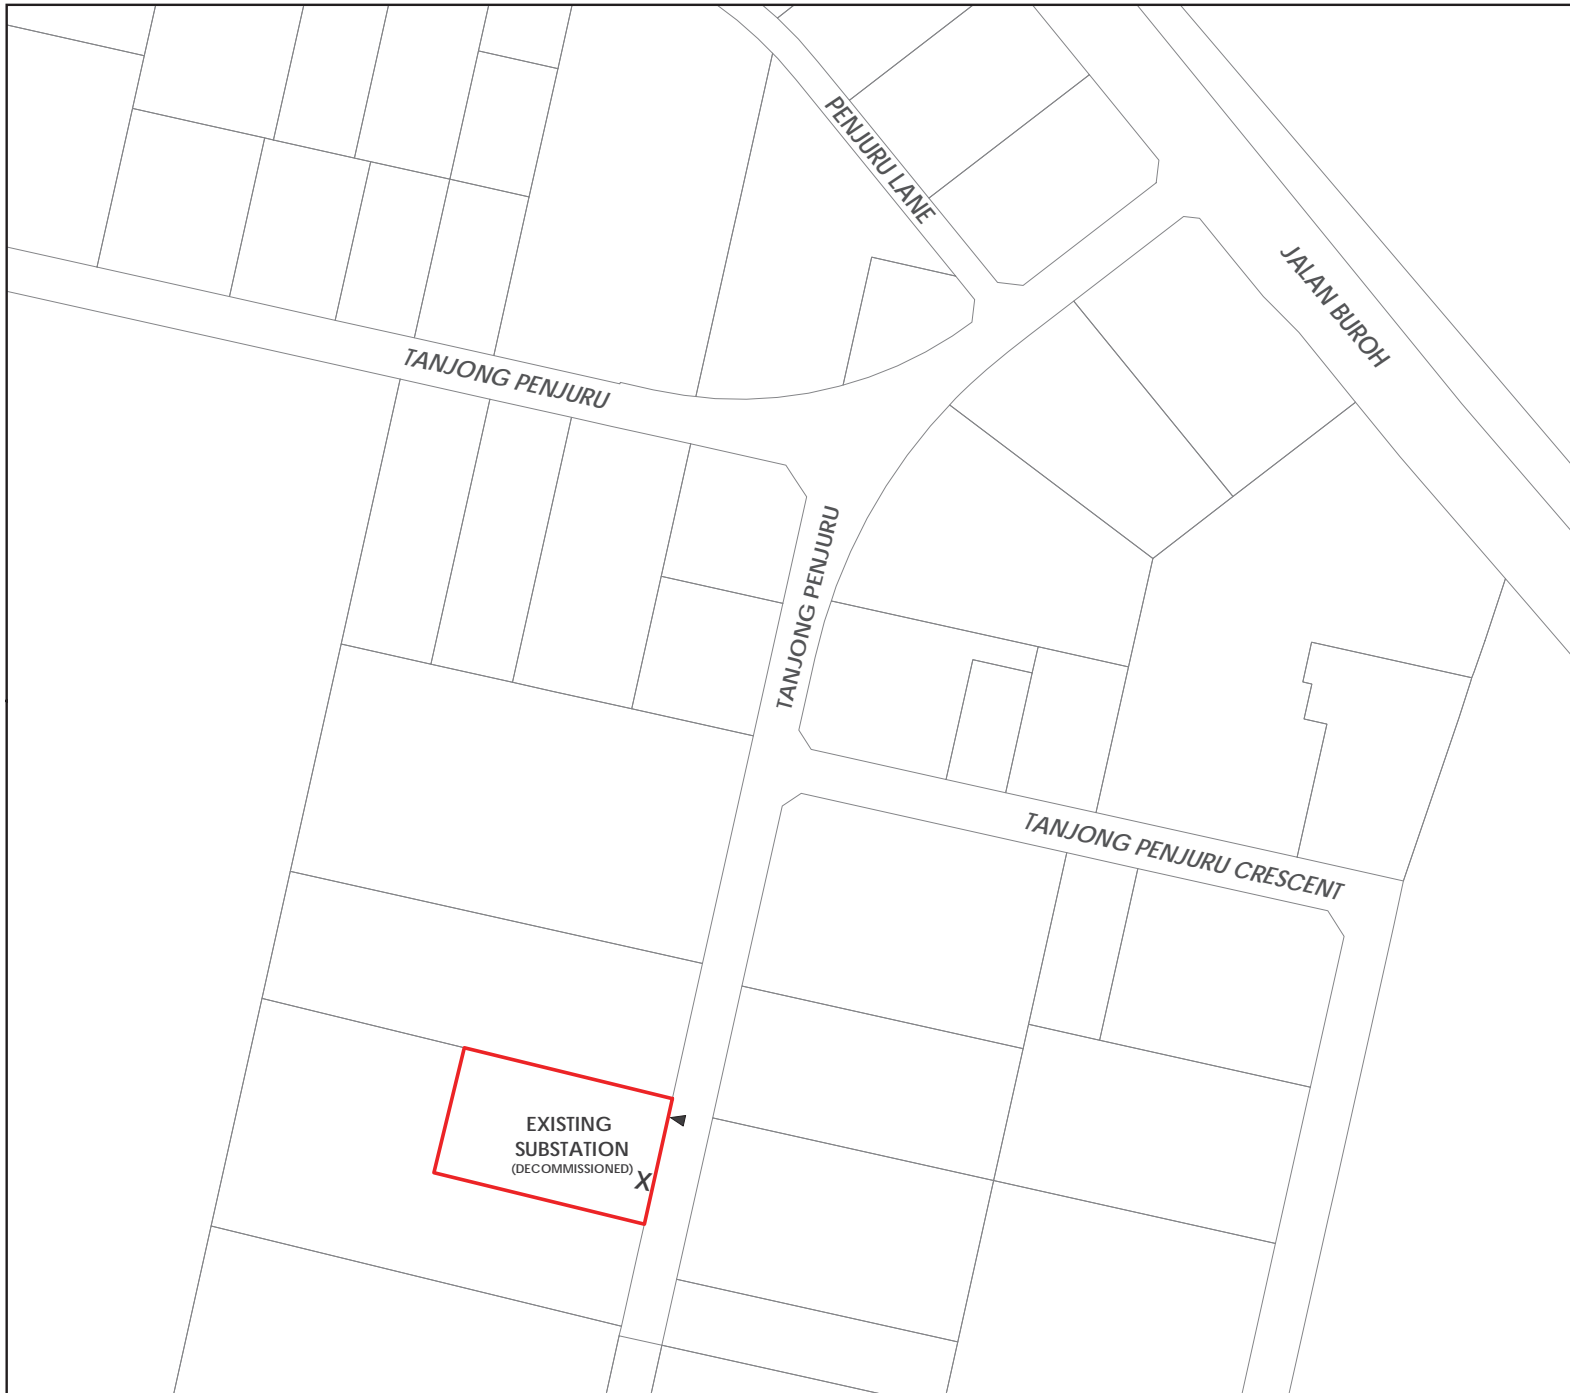 PENJURU LANE
JALAN BUROH
TANJONG PENJURU
TANJONG PENJURU
TANJONG PENJURU CRESCENT
EXISTING
SUBSTATION
(DECOMMISSIONED)
X